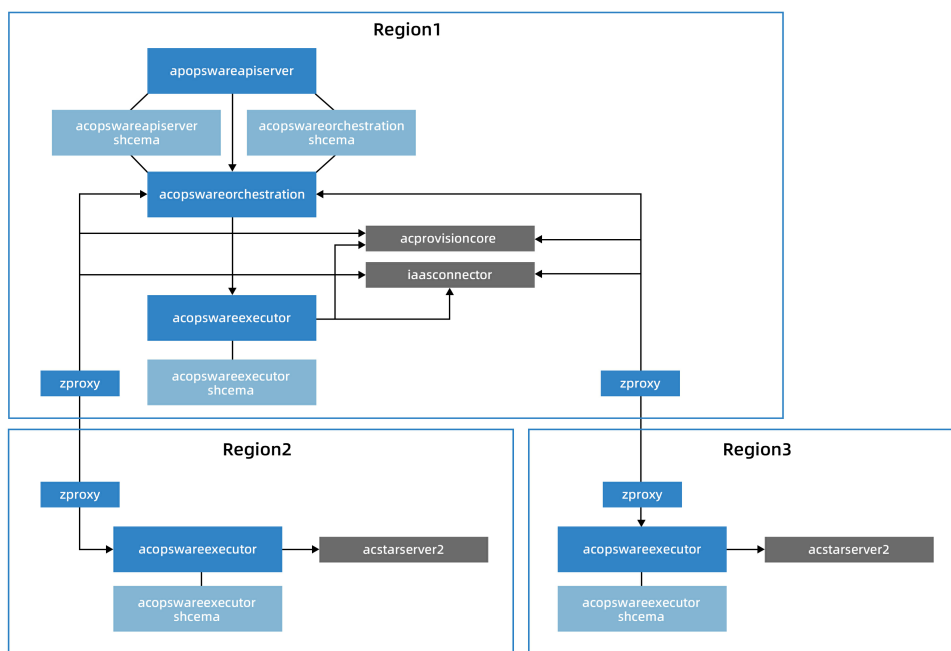 Region1
apopswareapiserver
acopswareapiserver
shcema
acopswareorchestration
shcema
acopswareorchestration
acprovisioncore
iaasconnector
acopswareexecutor
acopswareexecutor
shcema
zproxy
zproxy
Region2
zproxy
acopswareexecutor
acstarserver2
acopswareexecutor
shcema
Region3
zproxy
acopswareexecutor
acstarserver2
acopswareexecutor
shcema